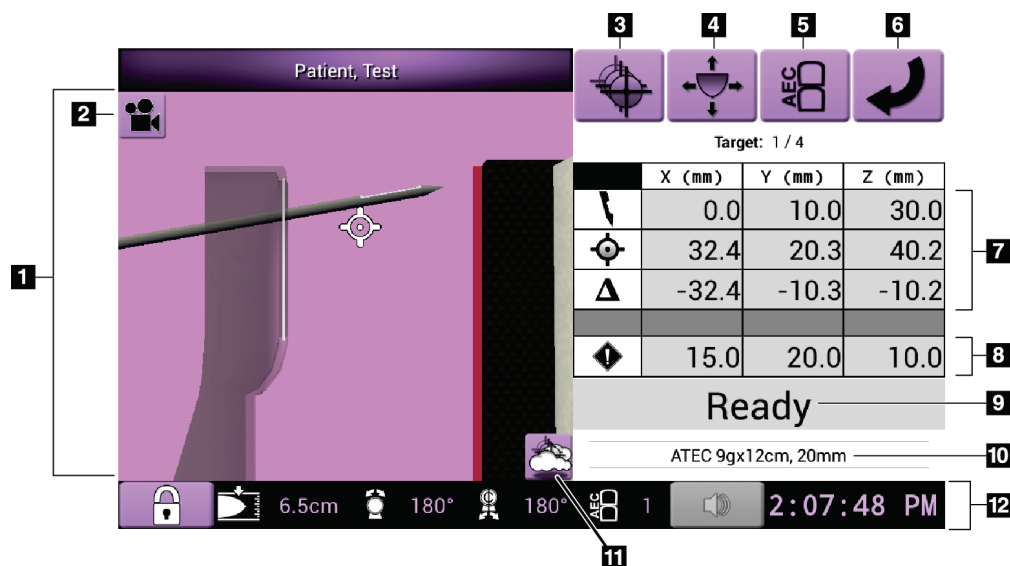 3 4 5 6
Patient, Test
AEC
1
2
Target: 1 / 4
X (mm) Y (mm) Z (mm)
0.0 10.0 30.0
32.4 20.3 40.2
7
Δ -32.4 -10.3 -10.2
15.0 20.0 10.0
8
Ready
9
ATEC 9gx12cm, 20mm
10
6.5cm 180° C 180° AEC 1 2:07:48 PM
12
11